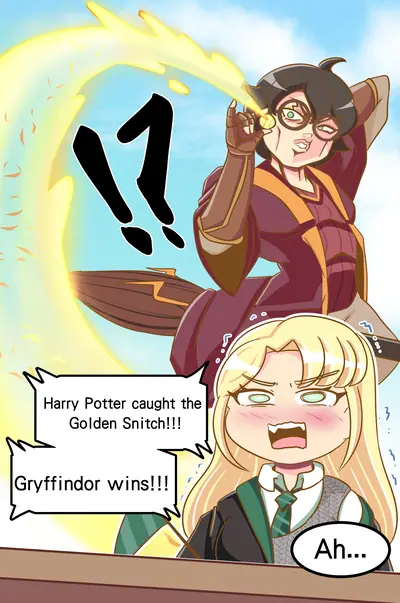 !?
Harry Potter caught the
Golden Snitch!!!
Gryffindor wins!!!
Ah...